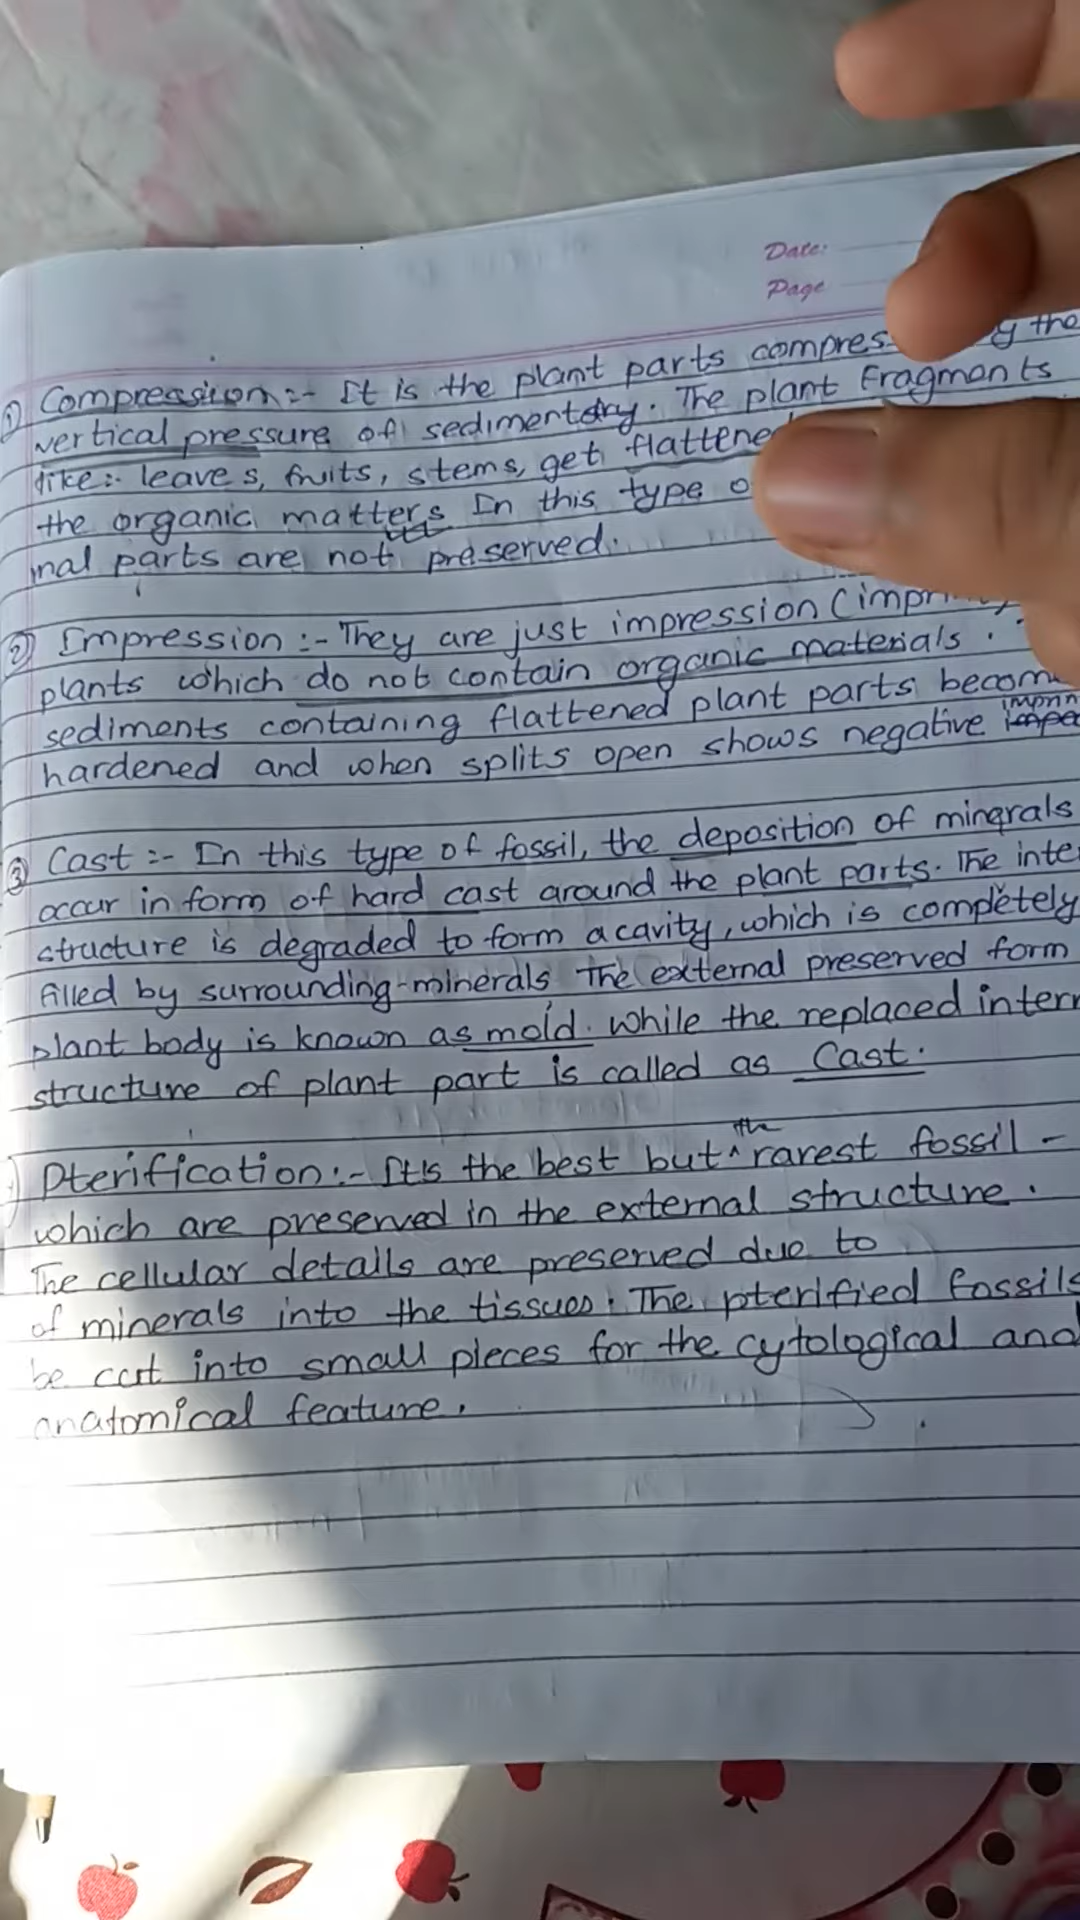 Date:
Page
① Compression:- It is the plant parts compres the
vertical pressure of sedimentary. The plant Fragments
like:- leaves, fruits, stems, get flattene
the organic matters In this type o
nal parts are not preserved.
② Impression :- They are just impression (impri
plants which do not contain organic materials.
sediments containing flattened plant parts becom
hardened and when splits open shows negative imprin
③ Cast :- In this type of fossil, the deposition of minerals
occur in form of hard cast around the plant parts. The inte
structure is degraded to form a cavity, which is completely
filled by surrounding-minerals The external preserved form
plant body is known as mold. While the replaced intern
structure of plant part is called as Cast.
Pterification:- It's the best but the rarest fossil -
which are preserved in the external structure.
The cellular details are preserved due to
of minerals into the tissues. The pterified fossils
be cut into small pieces for the cytological and
anatomical feature.